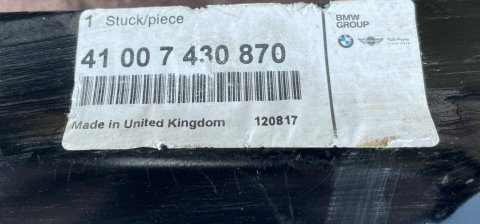 1 Stuck/piece
41 00 7 430 870
Made in United Kingdom 120817
BMW
GROUP